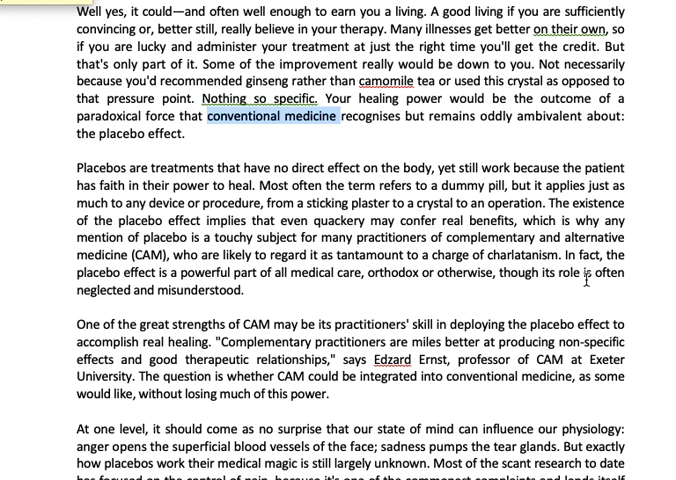 Well yes, it could—and often well enough to earn you a living. A good living if you are sufficiently
convincing or, better still, really believe in your therapy. Many illnesses get better on their own, so
if you are lucky and administer your treatment at just the right time you'll get the credit. But
that's only part of it. Some of the improvement really would be down to you. Not necessarily
because you'd recommended ginseng rather than camomile tea or used this crystal as opposed to
that pressure point. Nothing so specific. Your healing power would be the outcome of a
paradoxical force that conventional medicine recognises but remains oddly ambivalent about:
the placebo effect.
Placebos are treatments that have no direct effect on the body, yet still work because the patient
has faith in their power to heal. Most often the term refers to a dummy pill, but it applies just as
much to any device or procedure, from a sticking plaster to a crystal to an operation. The existence
of the placebo effect implies that even quackery may confer real benefits, which is why any
mention of placebo is a touchy subject for many practitioners of complementary and alternative
medicine (CAM), who are likely to regard it as tantamount to a charge of charlatanism. In fact, the
placebo effect is a powerful part of all medical care, orthodox or otherwise, though its role is often
neglected and misunderstood.
One of the great strengths of CAM may be its practitioners' skill in deploying the placebo effect to
accomplish real healing. "Complementary practitioners are miles better at producing non-specific
effects and good therapeutic relationships," says Edzard Ernst, professor of CAM at Exeter
University. The question is whether CAM could be integrated into conventional medicine, as some
would like, without losing much of this power.
At one level, it should come as no surprise that our state of mind can influence our physiology:
anger opens the superficial blood vessels of the face; sadness pumps the tear glands. But exactly
how placebos work their medical magic is still largely unknown. Most of the scant research to date
has focused on the control of pain, because it's one of the commonest complaints and lends itself